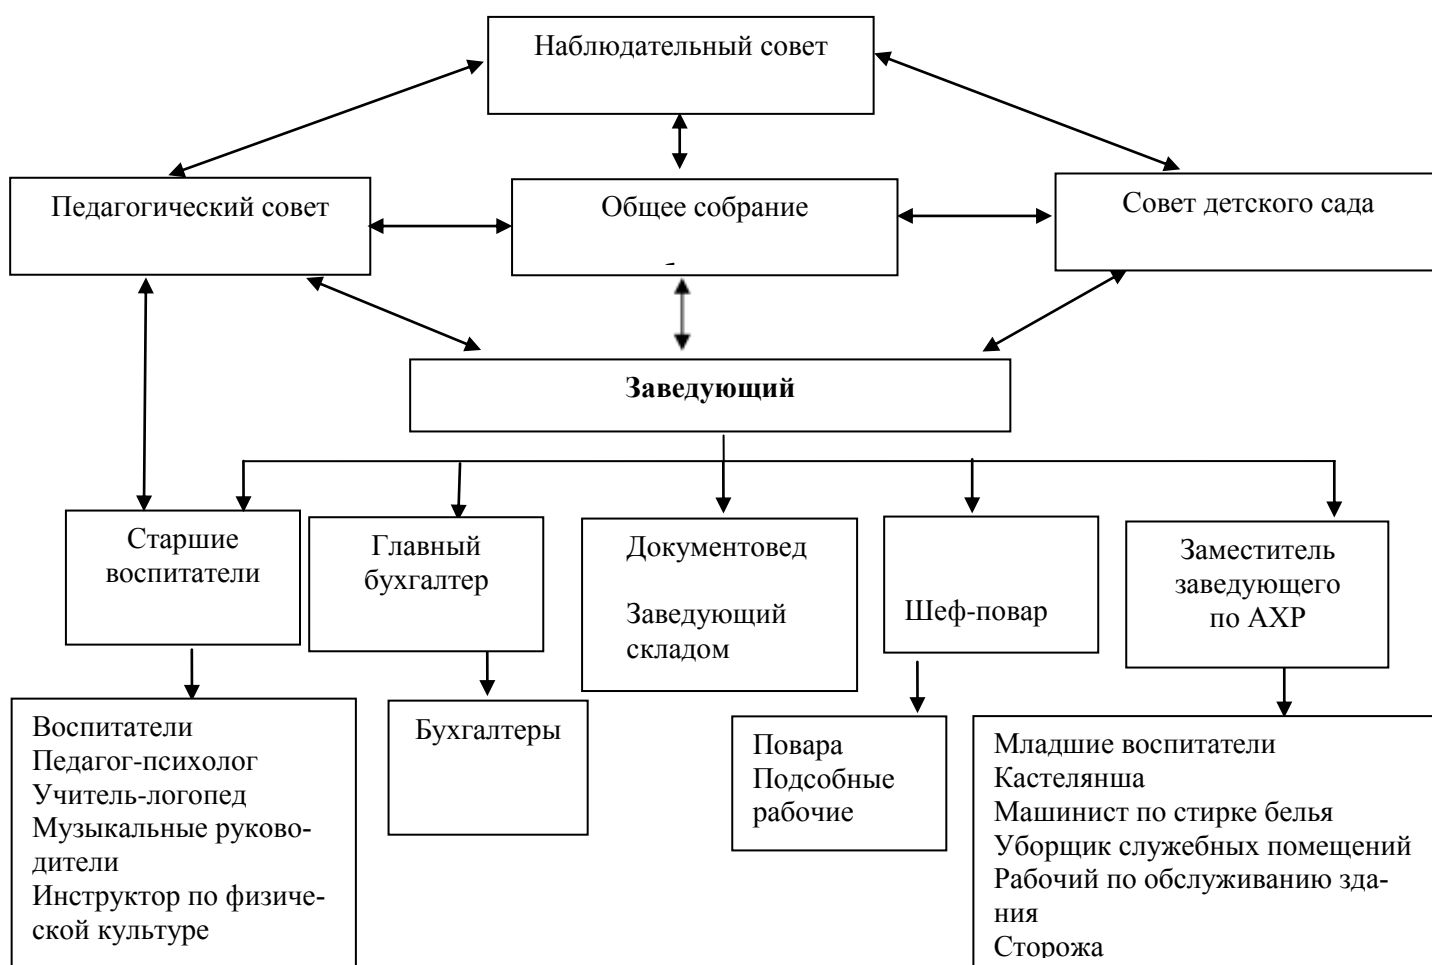 Наблюдательный совет
Педагогический совет
Общее собрание
Совет детского сада
Заведующий
Старшие
воспитатели
Главный
бухгалтер
Документовед
Заведующий
складом
Шеф-повар
Заместитель
заведующего
по АХР
Воспитатели
Педагог-психолог
Учитель-логопед
Музыкальные руково-
дители
Инструктор по физиче-
ской культуре
Бухгалтеры
Повара
Подсобные
рабочие
Младшие воспитатели
Кастелянша
Машинист по стирке белья
Уборщик служебных помещений
Рабочий по обслуживанию зда-
ния
Сторожа